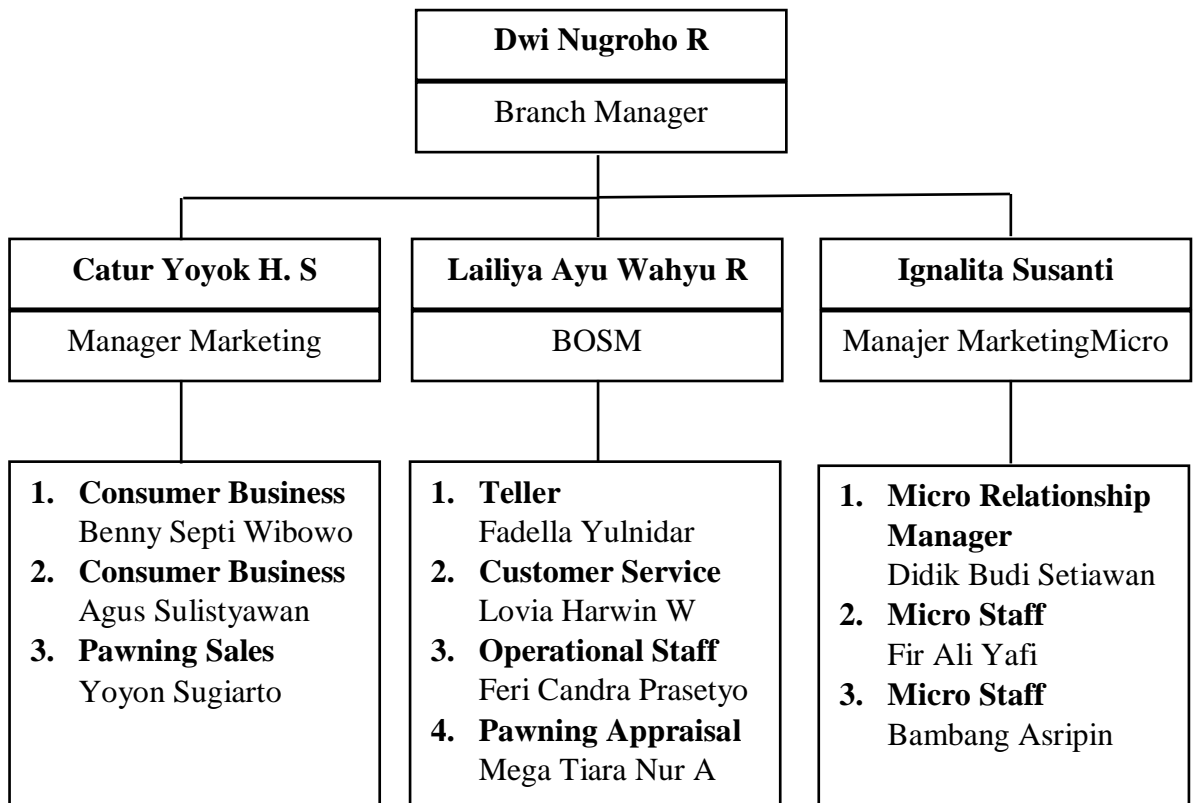 Dwi Nugroho R
Branch Manager
Catur Yoyok H. S
Manager Marketing
Lailiya Ayu Wahyu R
BOSM
Ignalita Susanti
Manajer MarketingMicro
1. Consumer Business
Benny Septi Wibowo
2. Consumer Business
Agus Sulistyawan
3. Pawning Sales
Yoyon Sugiarto
1. Teller
Fadella Yulnidar
2. Customer Service
Lovia Harwin W
3. Operational Staff
Feri Candra Prasetyo
4. Pawning Appraisal
Mega Tiara Nur A
1. Micro Relationship
Manager
Didik Budi Setiawan
2. Micro Staff
Fir Ali Yafi
3. Micro Staff
Bambang Asripin